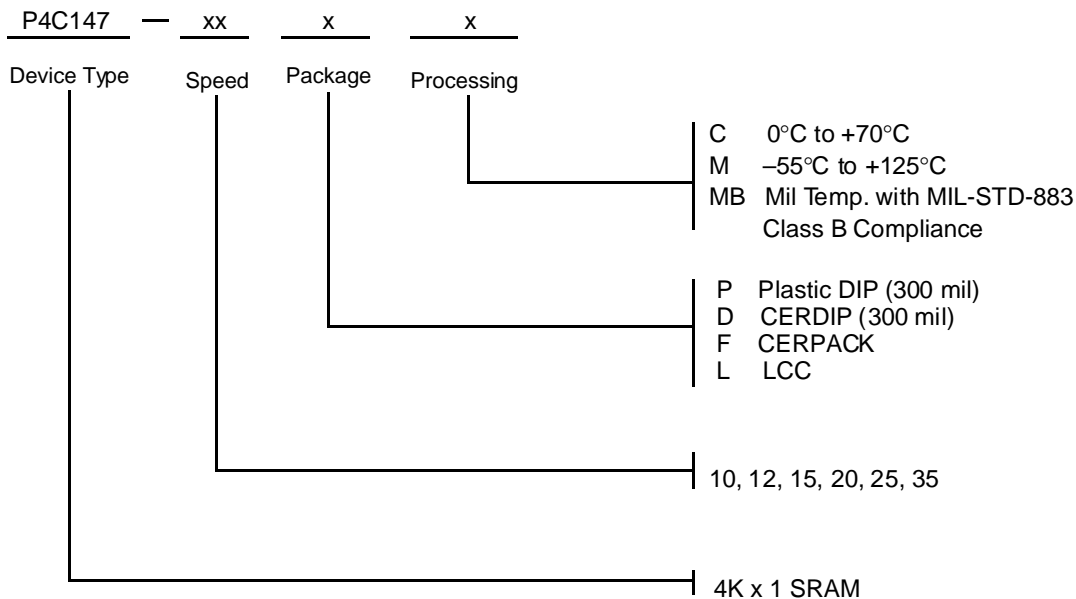 P4C147 — xx x x
Device Type Speed Package Processing
C 0°C to +70°C
M –55°C to +125°C
MB Mil Temp. with MIL-STD-883
Class B Compliance
P Plastic DIP (300 mil)
D CERDIP (300 mil)
F CERPACK
L LCC
10, 12, 15, 20, 25, 35
4K x 1 SRAM